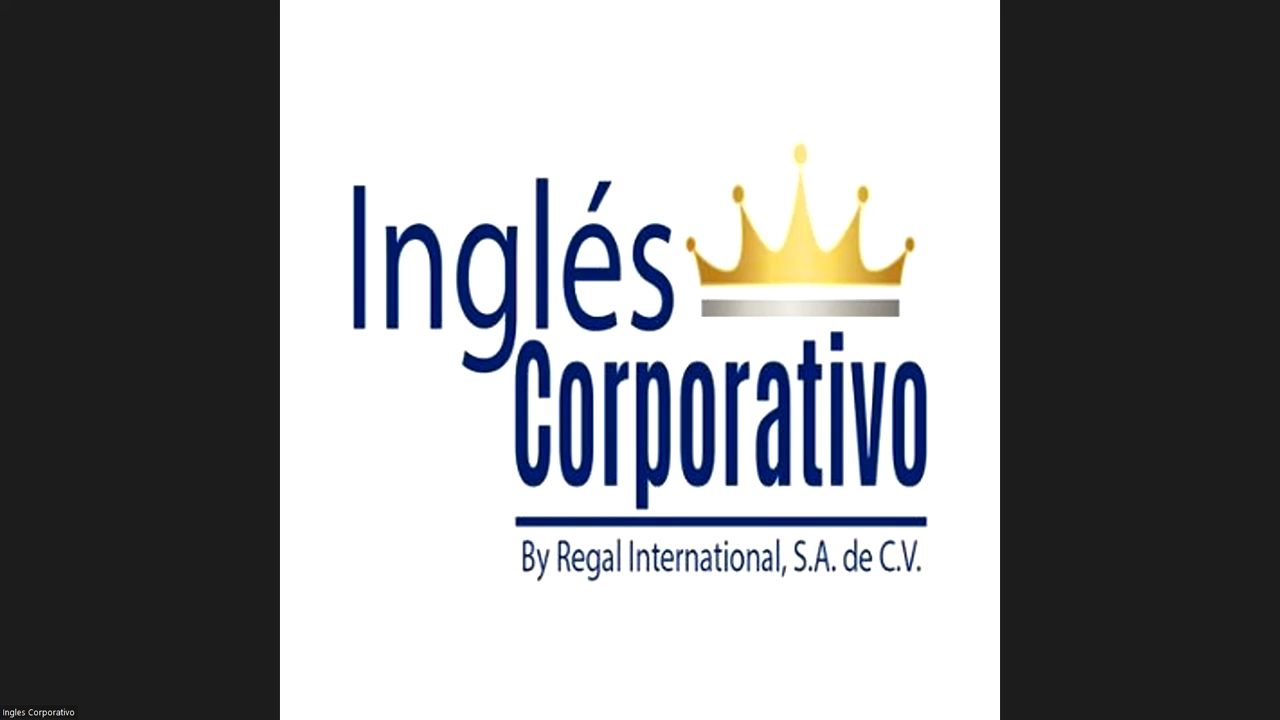 Inglés
Corporativo
By Regal International, S.A. de C.V.
Ingles Corporativo